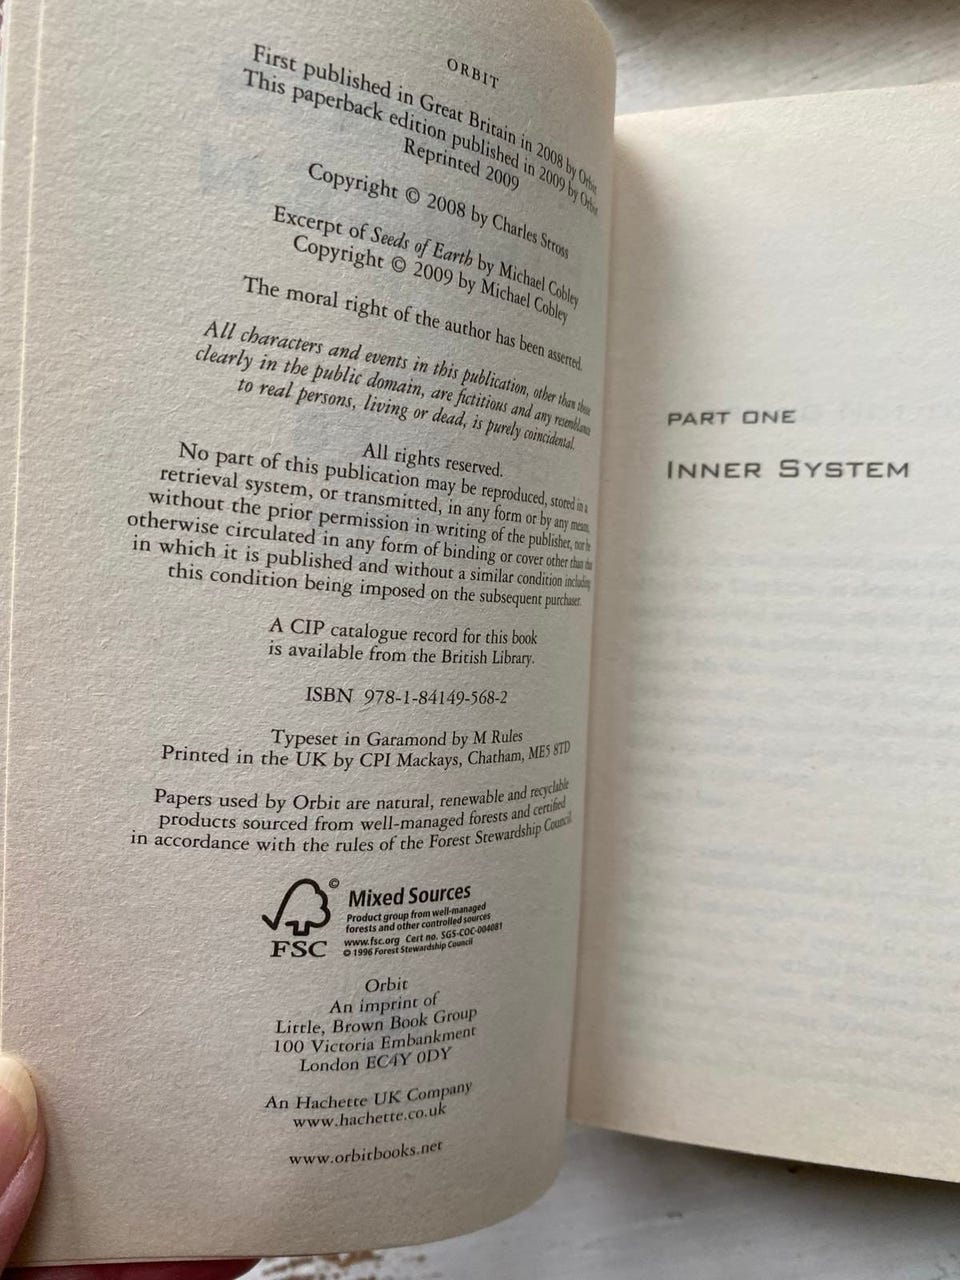 ORBIT
First published in Great Britain in 2008 by Orbit
This paperback edition published in 2009 by Orbit
Reprinted 2009
Copyright © 2008 by Charles Stross
Excerpt of Seeds of Earth by Michael Cobley
Copyright © 2009 by Michael Cobley
The moral right of the author has been asserted.
All characters and events in this publication, other than those
clearly in the public domain, are fictitious and any resemblance
to real persons, living or dead, is purely coincidental.
All rights reserved.
No part of this publication may be reproduced, stored in a
retrieval system, or transmitted, in any form or by any means,
without the prior permission in writing of the publisher, nor be
otherwise circulated in any form of binding or cover other than that
in which it is published and without a similar condition including
this condition being imposed on the subsequent purchaser.
A CIP catalogue record for this book
is available from the British Library.
ISBN 978-1-84149-568-2
Typeset in Garamond by M Rules
Printed in the UK by CPI Mackays, Chatham, ME5 8TD
Papers used by Orbit are natural, renewable and recyclable
products sourced from well-managed forests and certified
in accordance with the rules of the Forest Stewardship Council.
©
FSC
Mixed Sources
Product group from well-managed
forests and other controlled sources
www.fsc.org Cert no. SGS-COC-004081
© 1996 Forest Stewardship Council
Orbit
An imprint of
Little, Brown Book Group
100 Victoria Embankment
London EC4Y 0DY
An Hachette UK Company
www.hachette.co.uk
www.orbitbooks.net
PART ONE
INNER SYSTEM